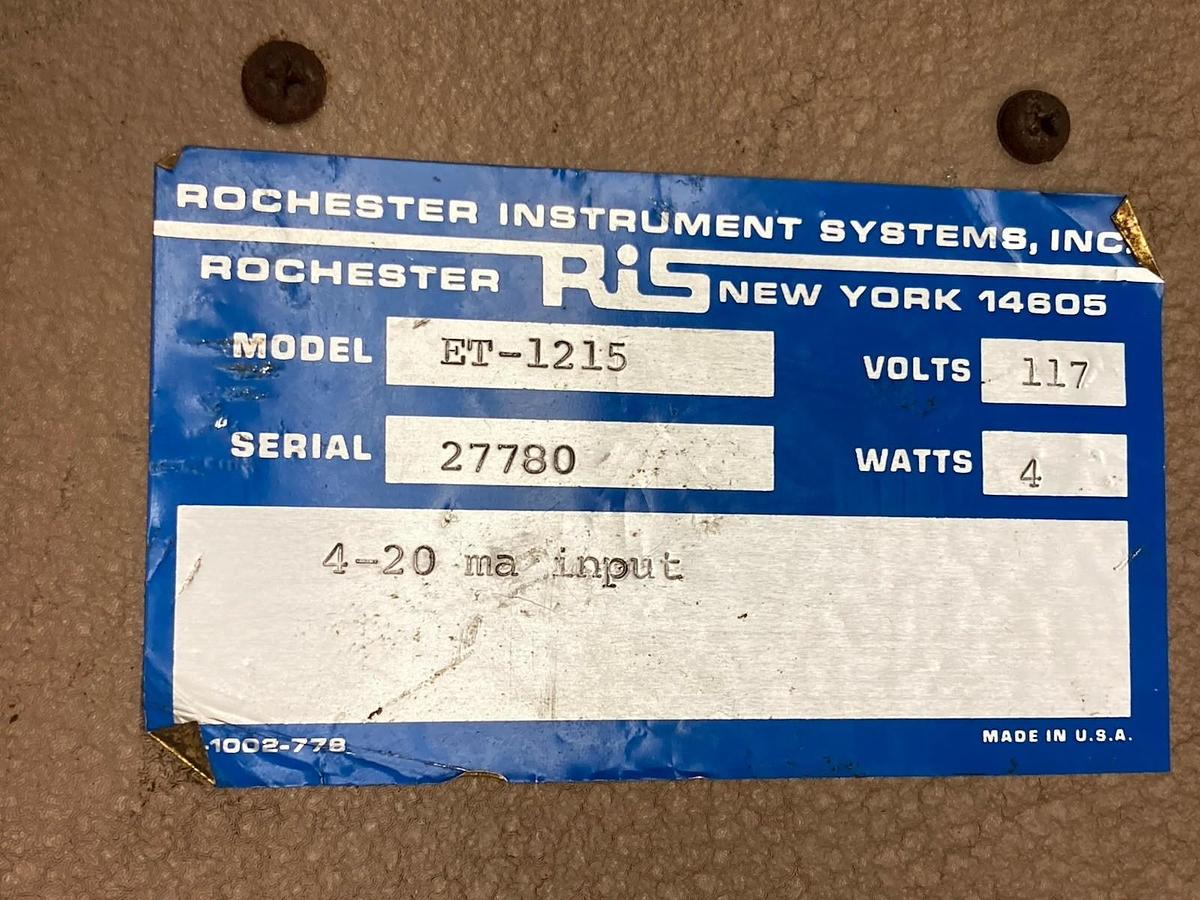 ROCHESTER INSTRUMENT SYSTEMS, INC.
ROCHESTER RiS NEW YORK 14605
MODEL ET-1215 VOLTS 117
SERIAL 27780 WATTS 4
4-20 ma input
-1002-778 MADE IN U.S.A.